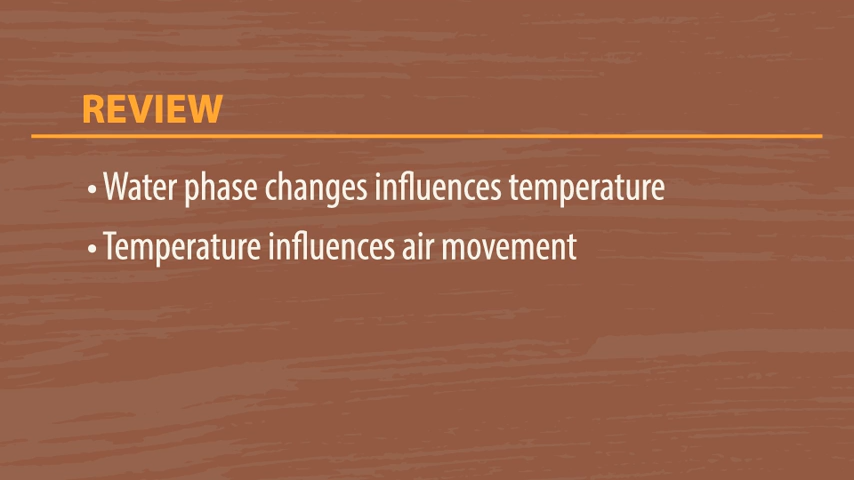 REVIEW
• Water phase changes influences temperature
• Temperature influences air movement